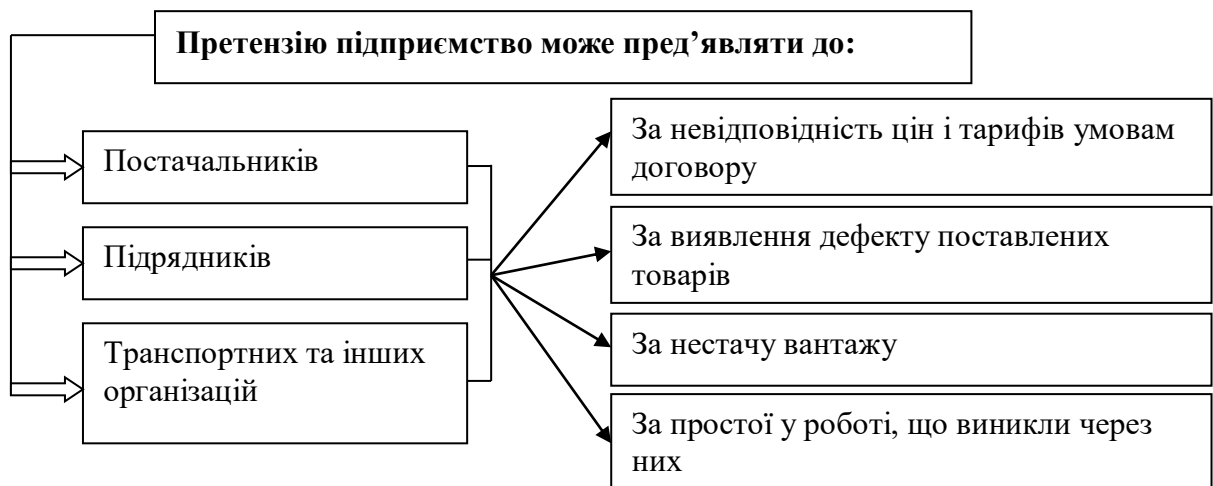 Претензію підприємство може пред’являти до:
Постачальників
Підрядників
Транспортних та інших
організацій
За невідповідність цін і тарифів умовам
договору
За виявлення дефекту поставлених
товарів
За нестачу вантажу
За простої у роботі, що виникли через
них